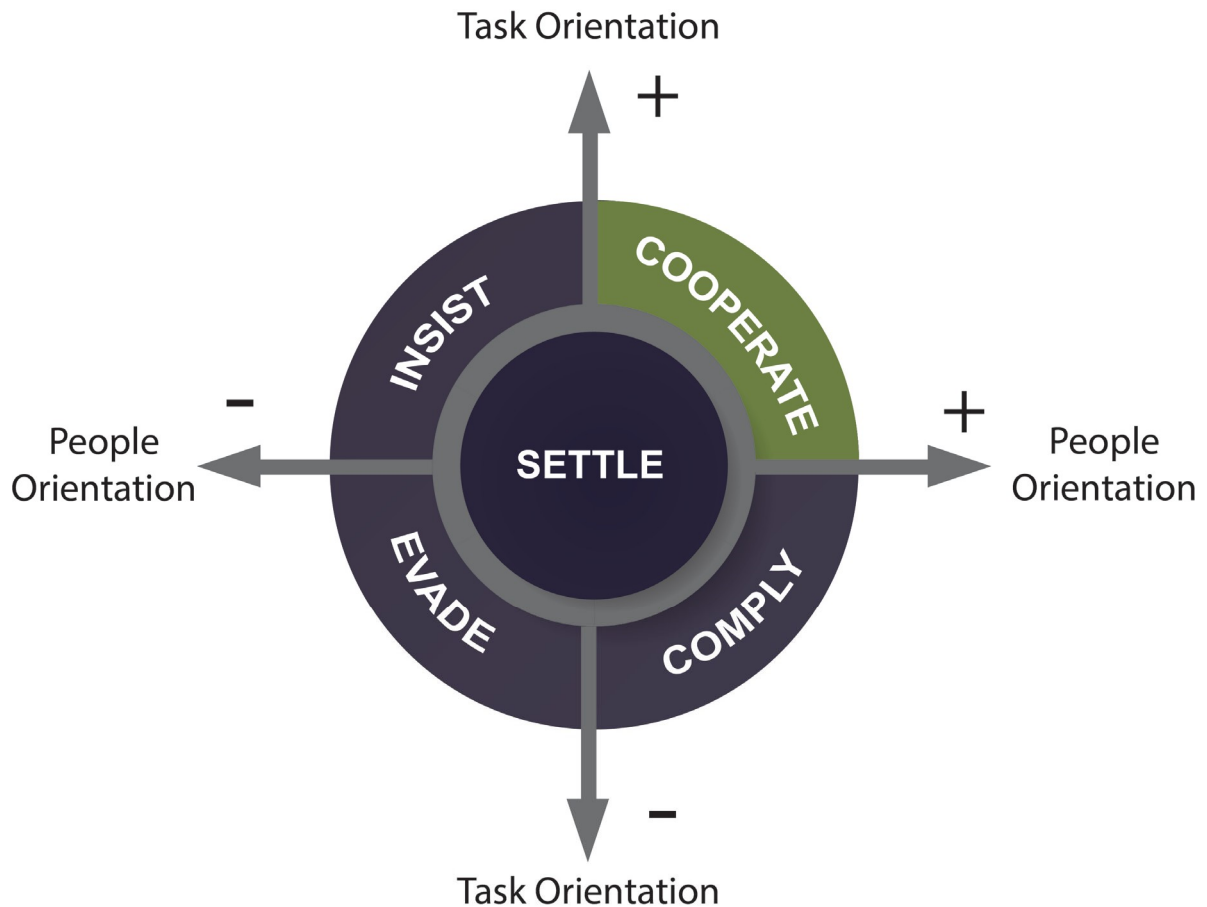 Task Orientation
+
INSIST
COOPERATE
-
People
Orientation
SETTLE
+
People
Orientation
EVADE
COMPLY
-
Task Orientation